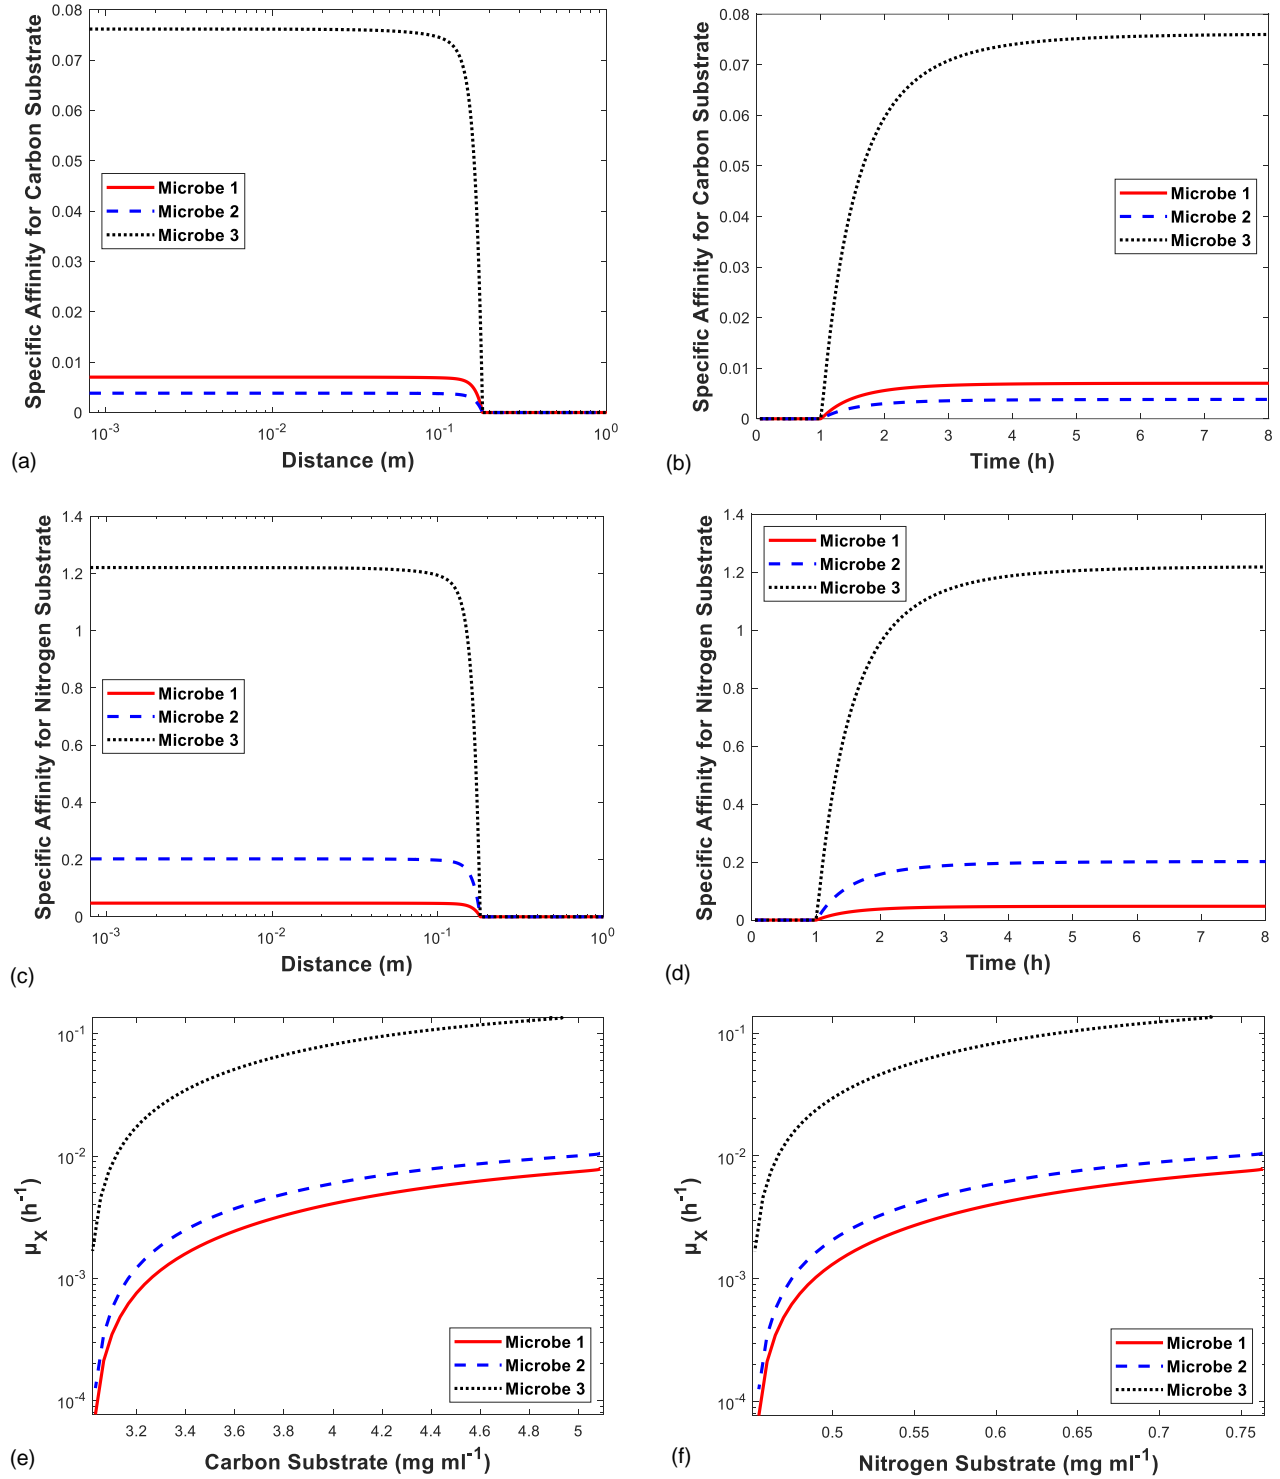 Specific Affinity for Carbon Substrate
0.08
0.07
0.06
0.05
0.04
0.03
0.02
0.01
0
Microbe 1
Microbe 2
Microbe 3
10-3
10-2
10-1
100
Distance (m)
(a)
Specific Affinity for Carbon Substrate
0.08
0.07
0.06
0.05
0.04
0.03
0.02
0.01
0
Microbe 1
Microbe 2
Microbe 3
0 1 2 3 4 5 6 7 8
Time (h)
(b)
Specific Affinity for Nitrogen Substrate
1.4
1.2
1
0.8
0.6
0.4
0.2
0
Microbe 1
Microbe 2
Microbe 3
10-3
10-2
10-1
100
Distance (m)
(c)
Specific Affinity for Nitrogen Substrate
1.4
1.2
1
0.8
0.6
0.4
0.2
0
Microbe 1
Microbe 2
Microbe 3
0 1 2 3 4 5 6 7 8
Time (h)
(d)
μX (h-1)
10-1
10-2
10-3
10-4
Microbe 1
Microbe 2
Microbe 3
3.2 3.4 3.6 3.8 4 4.2 4.4 4.6 4.8 5
Carbon Substrate (mg ml-1)
(e)
μX (h-1)
10-1
10-2
10-3
10-4
Microbe 1
Microbe 2
Microbe 3
0.5 0.55 0.6 0.65 0.7 0.75
Nitrogen Substrate (mg ml-1)
(f)